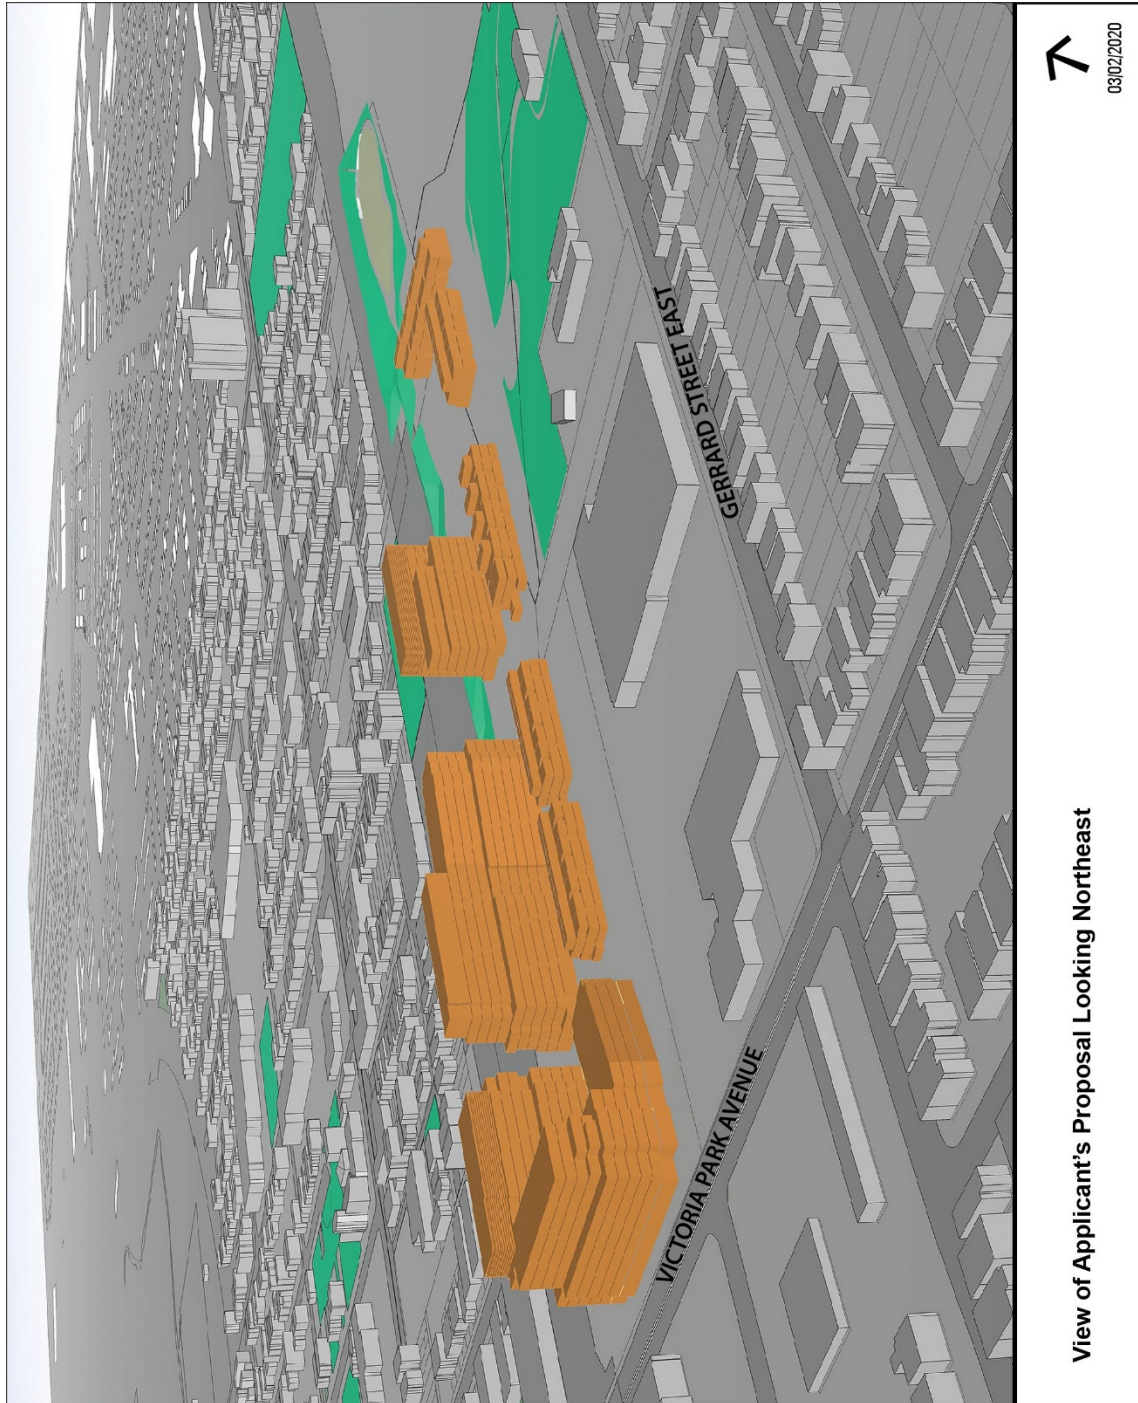 VICTORIA PARK AVENUE
GERRARD STREET EAST
View of Applicant's Proposal Looking Northeast
03/02/2020